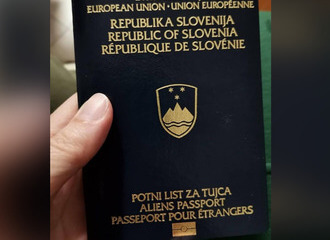 EUROPEAN UNION · UNION EUROPÉENNE
REPUBLIKA SLOVENIJA
REPUBLIC OF SLOVENIA
RÉPUBLIQUE DE SLOVÉNIE
POTNI LIST ZA TUJCA
ALIENS PASSPORT
PASSEPORT POUR ÉTRANGERS